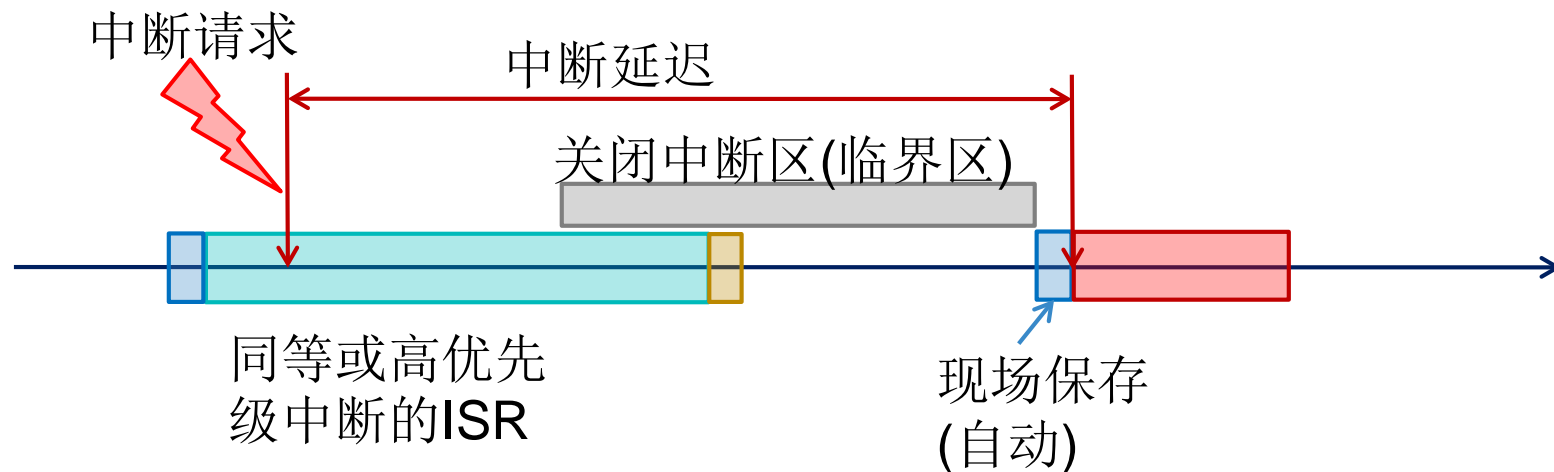 中断请求
中断延迟
关闭中断区(临界区)
同等或高优先
级中断的ISR
现场保存
(自动)